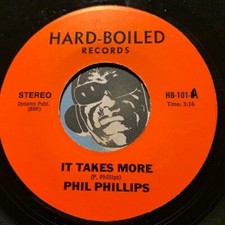 HARD-BOILED
RECORDS
STEREO
HB-101-A
Dynamo Publ.
(BMI)
Time: 3:16
IT TAKES MORE
(P. Phillips)
PHIL PHILLIPS